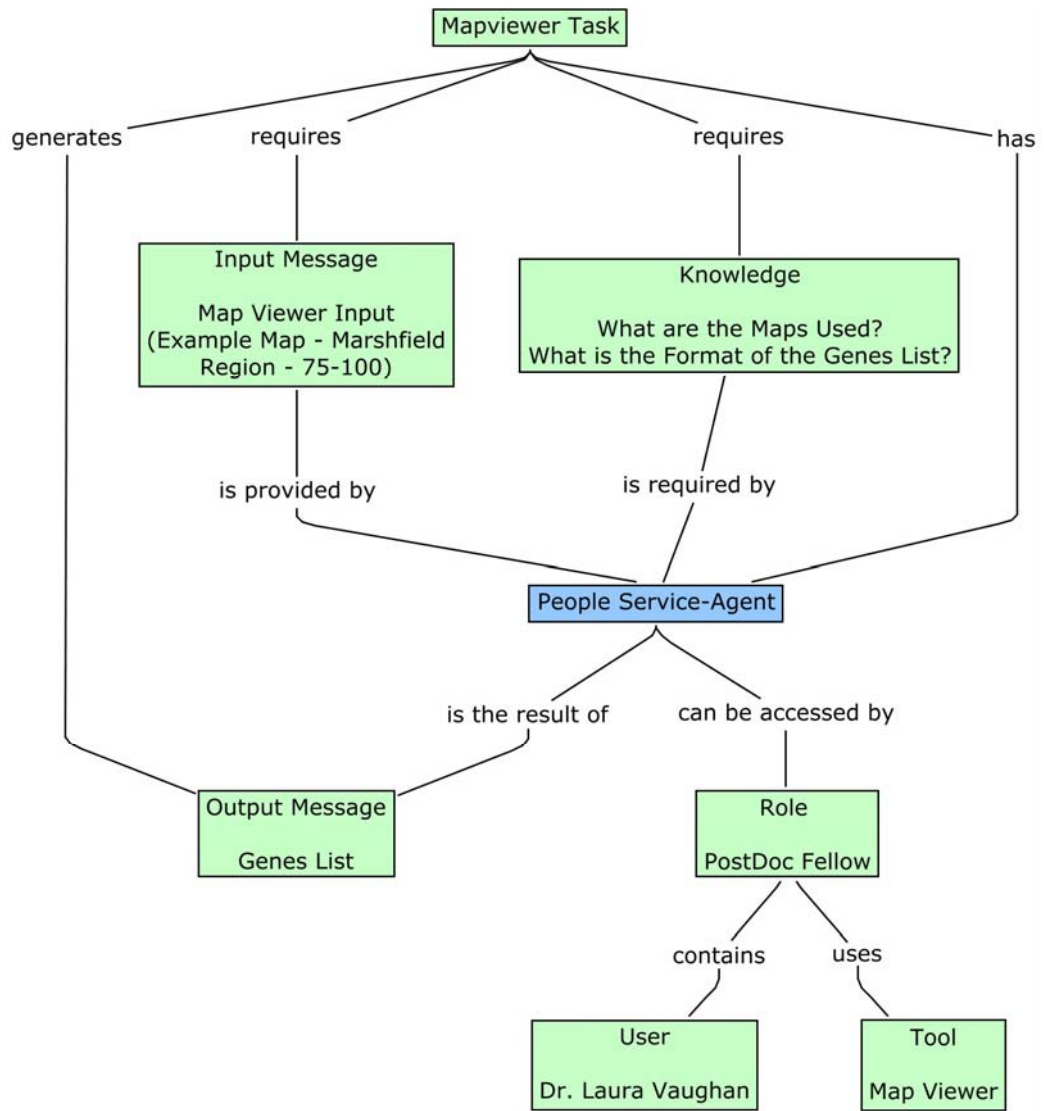 Mapviewer Task
generates
requires
requires
has
Input Message
Map Viewer Input
(Example Map - Marshfield
Region - 75-100)
Knowledge
What are the Maps Used?
What is the Format of the Genes List?
is provided by
is required by
People Service-Agent
is the result of
can be accessed by
Output Message
Genes List
Role
PostDoc Fellow
contains
uses
User
Dr. Laura Vaughan
Tool
Map Viewer